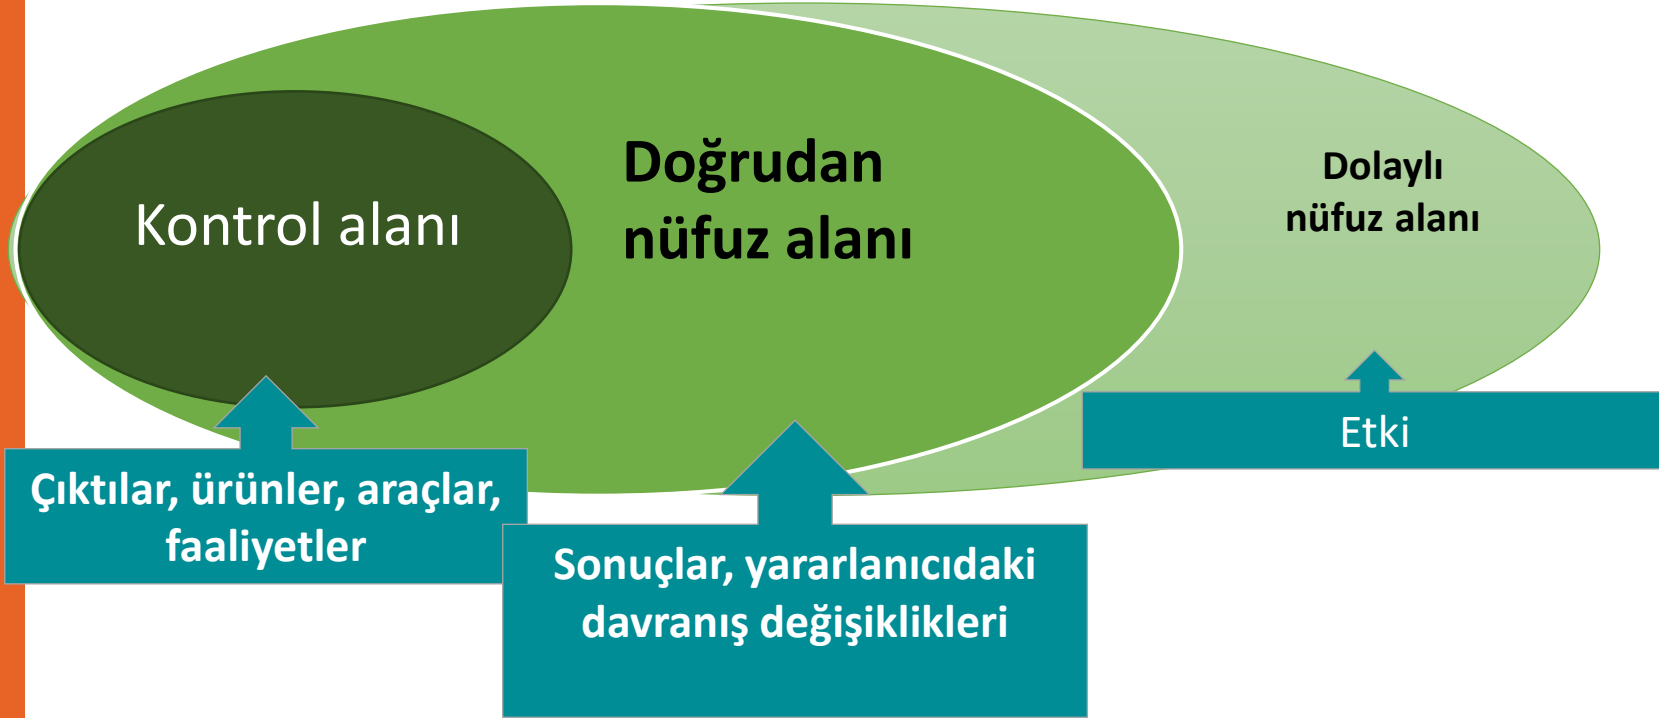 Kontrol alanı
Doğrudan
nüfuz alanı
Dolaylı
nüfuz alanı
Çıktılar, ürünler, araçlar,
faaliyetler
Sonuçlar, yararlanıcıdaki
davranış değişiklikleri
Etki